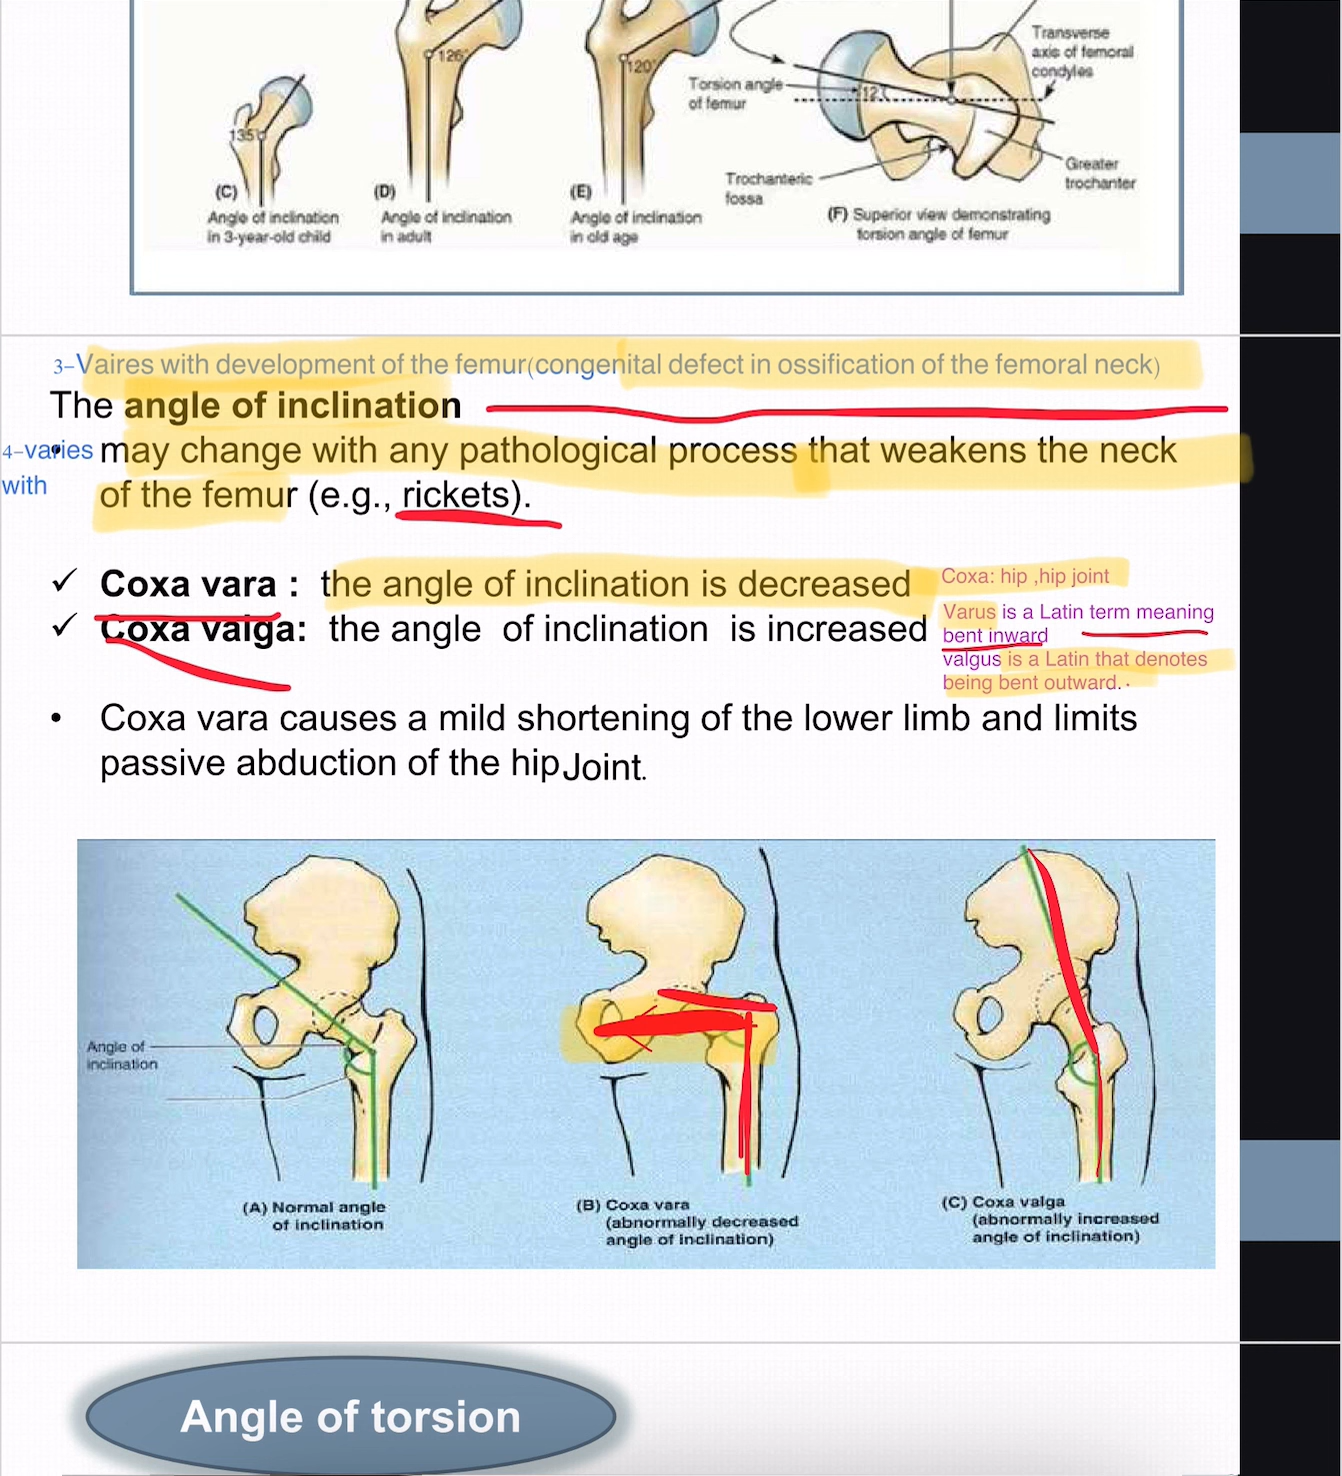 126°
120°
135°
12
Transverse
axis of femoral
condyles
Torsion angle
of femur
Trochanteric
fossa
Greater
trochanter
(C)
Angle of inclination
in 3-year-old child
(D)
Angle of inclination
in adult
(E)
Angle of inclination
in old age
(F) Superior view demonstrating
torsion angle of femur
3-Vaires with development of the femur(congenital defect in ossification of the femoral neck)
The angle of inclination
4-varies
with
• may change with any pathological process that weakens the neck
of the femur (e.g., rickets).
✓ Coxa vara : the angle of inclination is decreased
✓ Coxa valga: the angle of inclination is increased
Coxa: hip ,hip joint
Varus is a Latin term meaning
bent inward
valgus is a Latin that denotes
being bent outward. .
• Coxa vara causes a mild shortening of the lower limb and limits
passive abduction of the hip Joint.
Angle of
inclination
(A) Normal angle
of inclination
(B) Coxa vara
(abnormally decreased
angle of inclination)
(C) Coxa valga
(abnormally increased
angle of inclination)
Angle of torsion